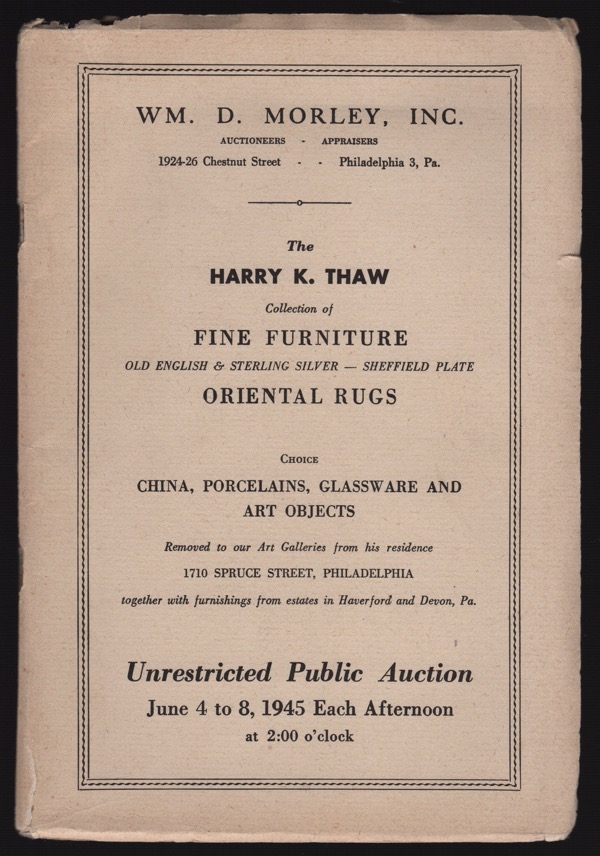 WM. D. MORLEY, INC.
AUCTIONEERS - APPRAISERS
1924-26 Chestnut Street - - Philadelphia 3, Pa.
The
HARRY K. THAW
Collection of
FINE FURNITURE
OLD ENGLISH & STERLING SILVER — SHEFFIELD PLATE
ORIENTAL RUGS
CHOICE
CHINA, PORCELAINS, GLASSWARE AND
ART OBJECTS
Removed to our Art Galleries from his residence
1710 SPRUCE STREET, PHILADELPHIA
together with furnishings from estates in Haverford and Devon, Pa.
Unrestricted Public Auction
June 4 to 8, 1945 Each Afternoon
at 2:00 o'clock